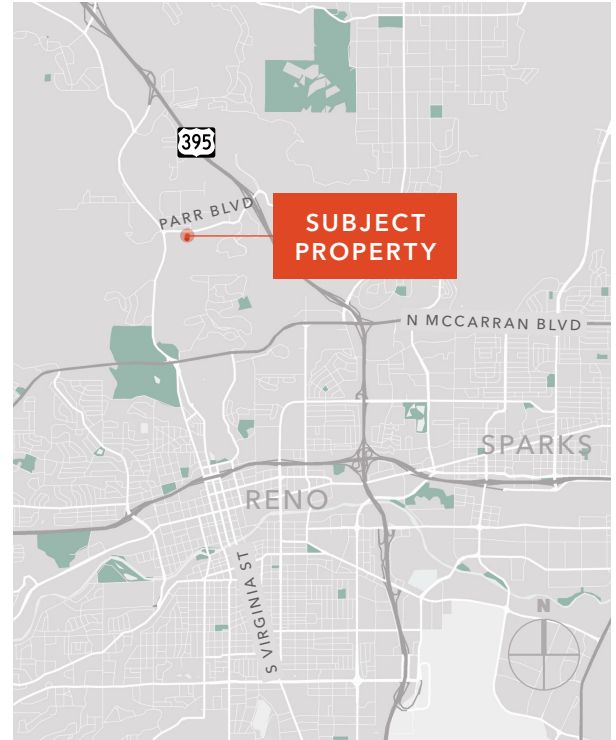 395
PARR BLVD
SUBJECT
PROPERTY
N MCCARRAN BLVD
SPARKS
RENO
S VIRGINIA ST
N